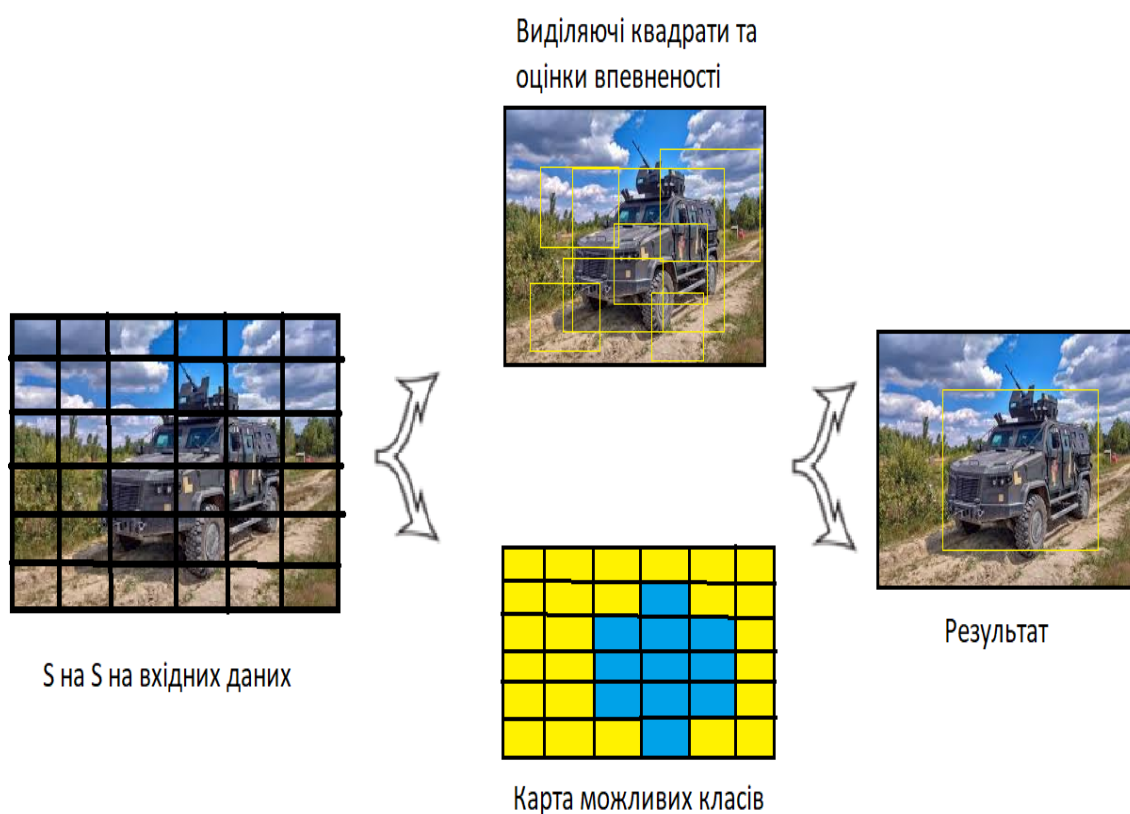 Виділяючі квадрати та
оцінки впевненості
S на S на вхідних даних
Результат
Карта можливих класів